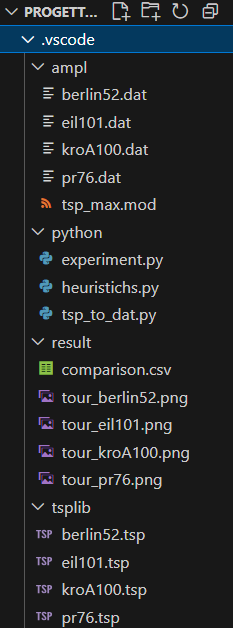 PROGETT...
.vscode
ampl
berlin52.dat
eil101.dat
kroA100.dat
pr76.dat
tsp_max.mod
python
experiment.py
heuristichs.py
tsp_to_dat.py
result
comparison.csv
tour_berlin52.png
tour_eil101.png
tour_kroA100.png
tour_pr76.png
tsplib
TSP berlin52.tsp
TSP eil101.tsp
TSP kroA100.tsp
TSP pr76.tsp